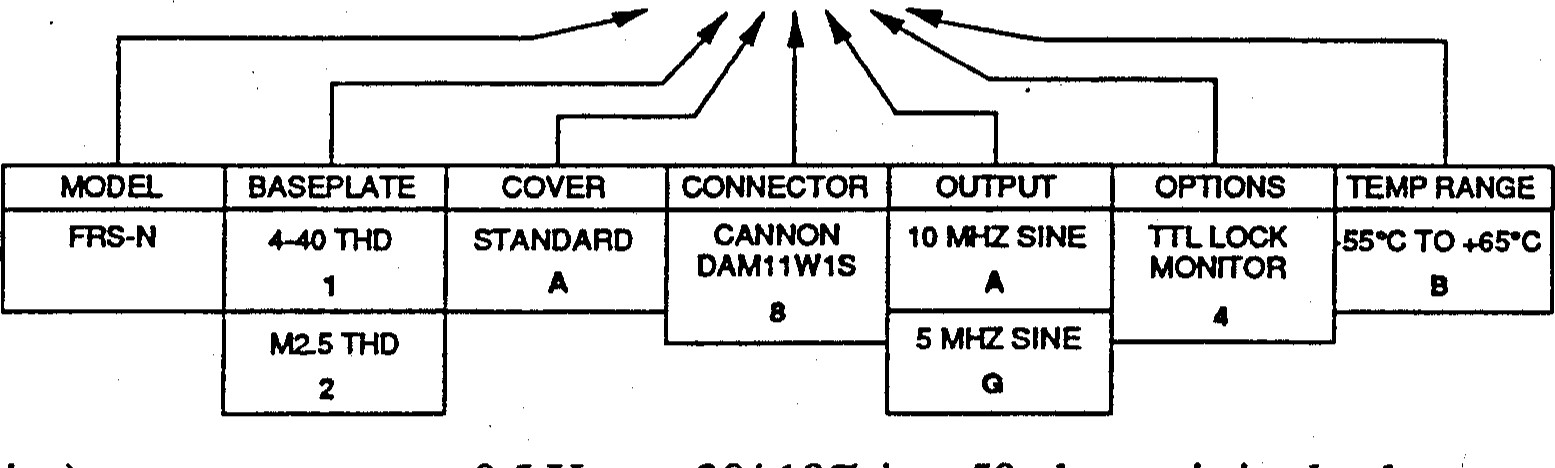 MODEL BASEPLATE COVER CONNECTOR OUTPUT OPTIONS TEMP RANGE
FRS-N
4-40 THD
1
M2.5 THD
2
STANDARD
A
CANNON
DAM11W1S
8
10 MHZ SINE
A
5 MHZ SINE
G
TTL LOCK
MONITOR
4
-55°C TO +65°C
B